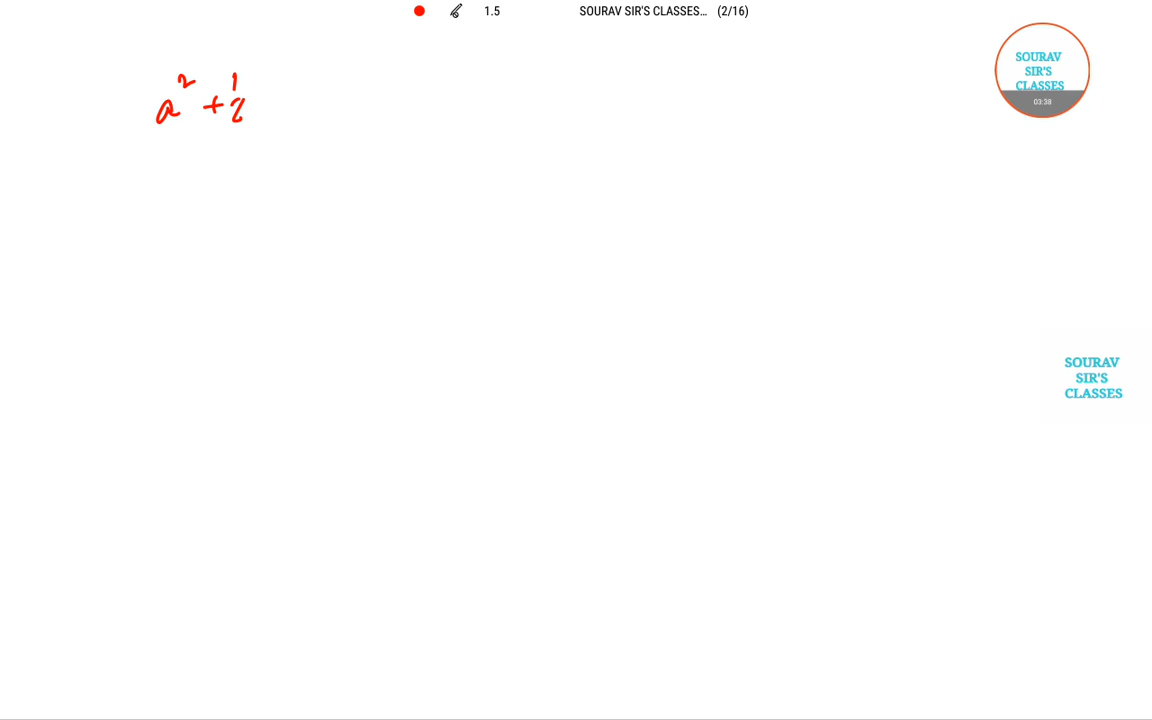 1.5 SOURAV SIR'S CLASSES... (2/16)
SOURAV
SIR'S
CLASSES
03:38
a² + 1
2
SOURAV
SIR'S
CLASSES